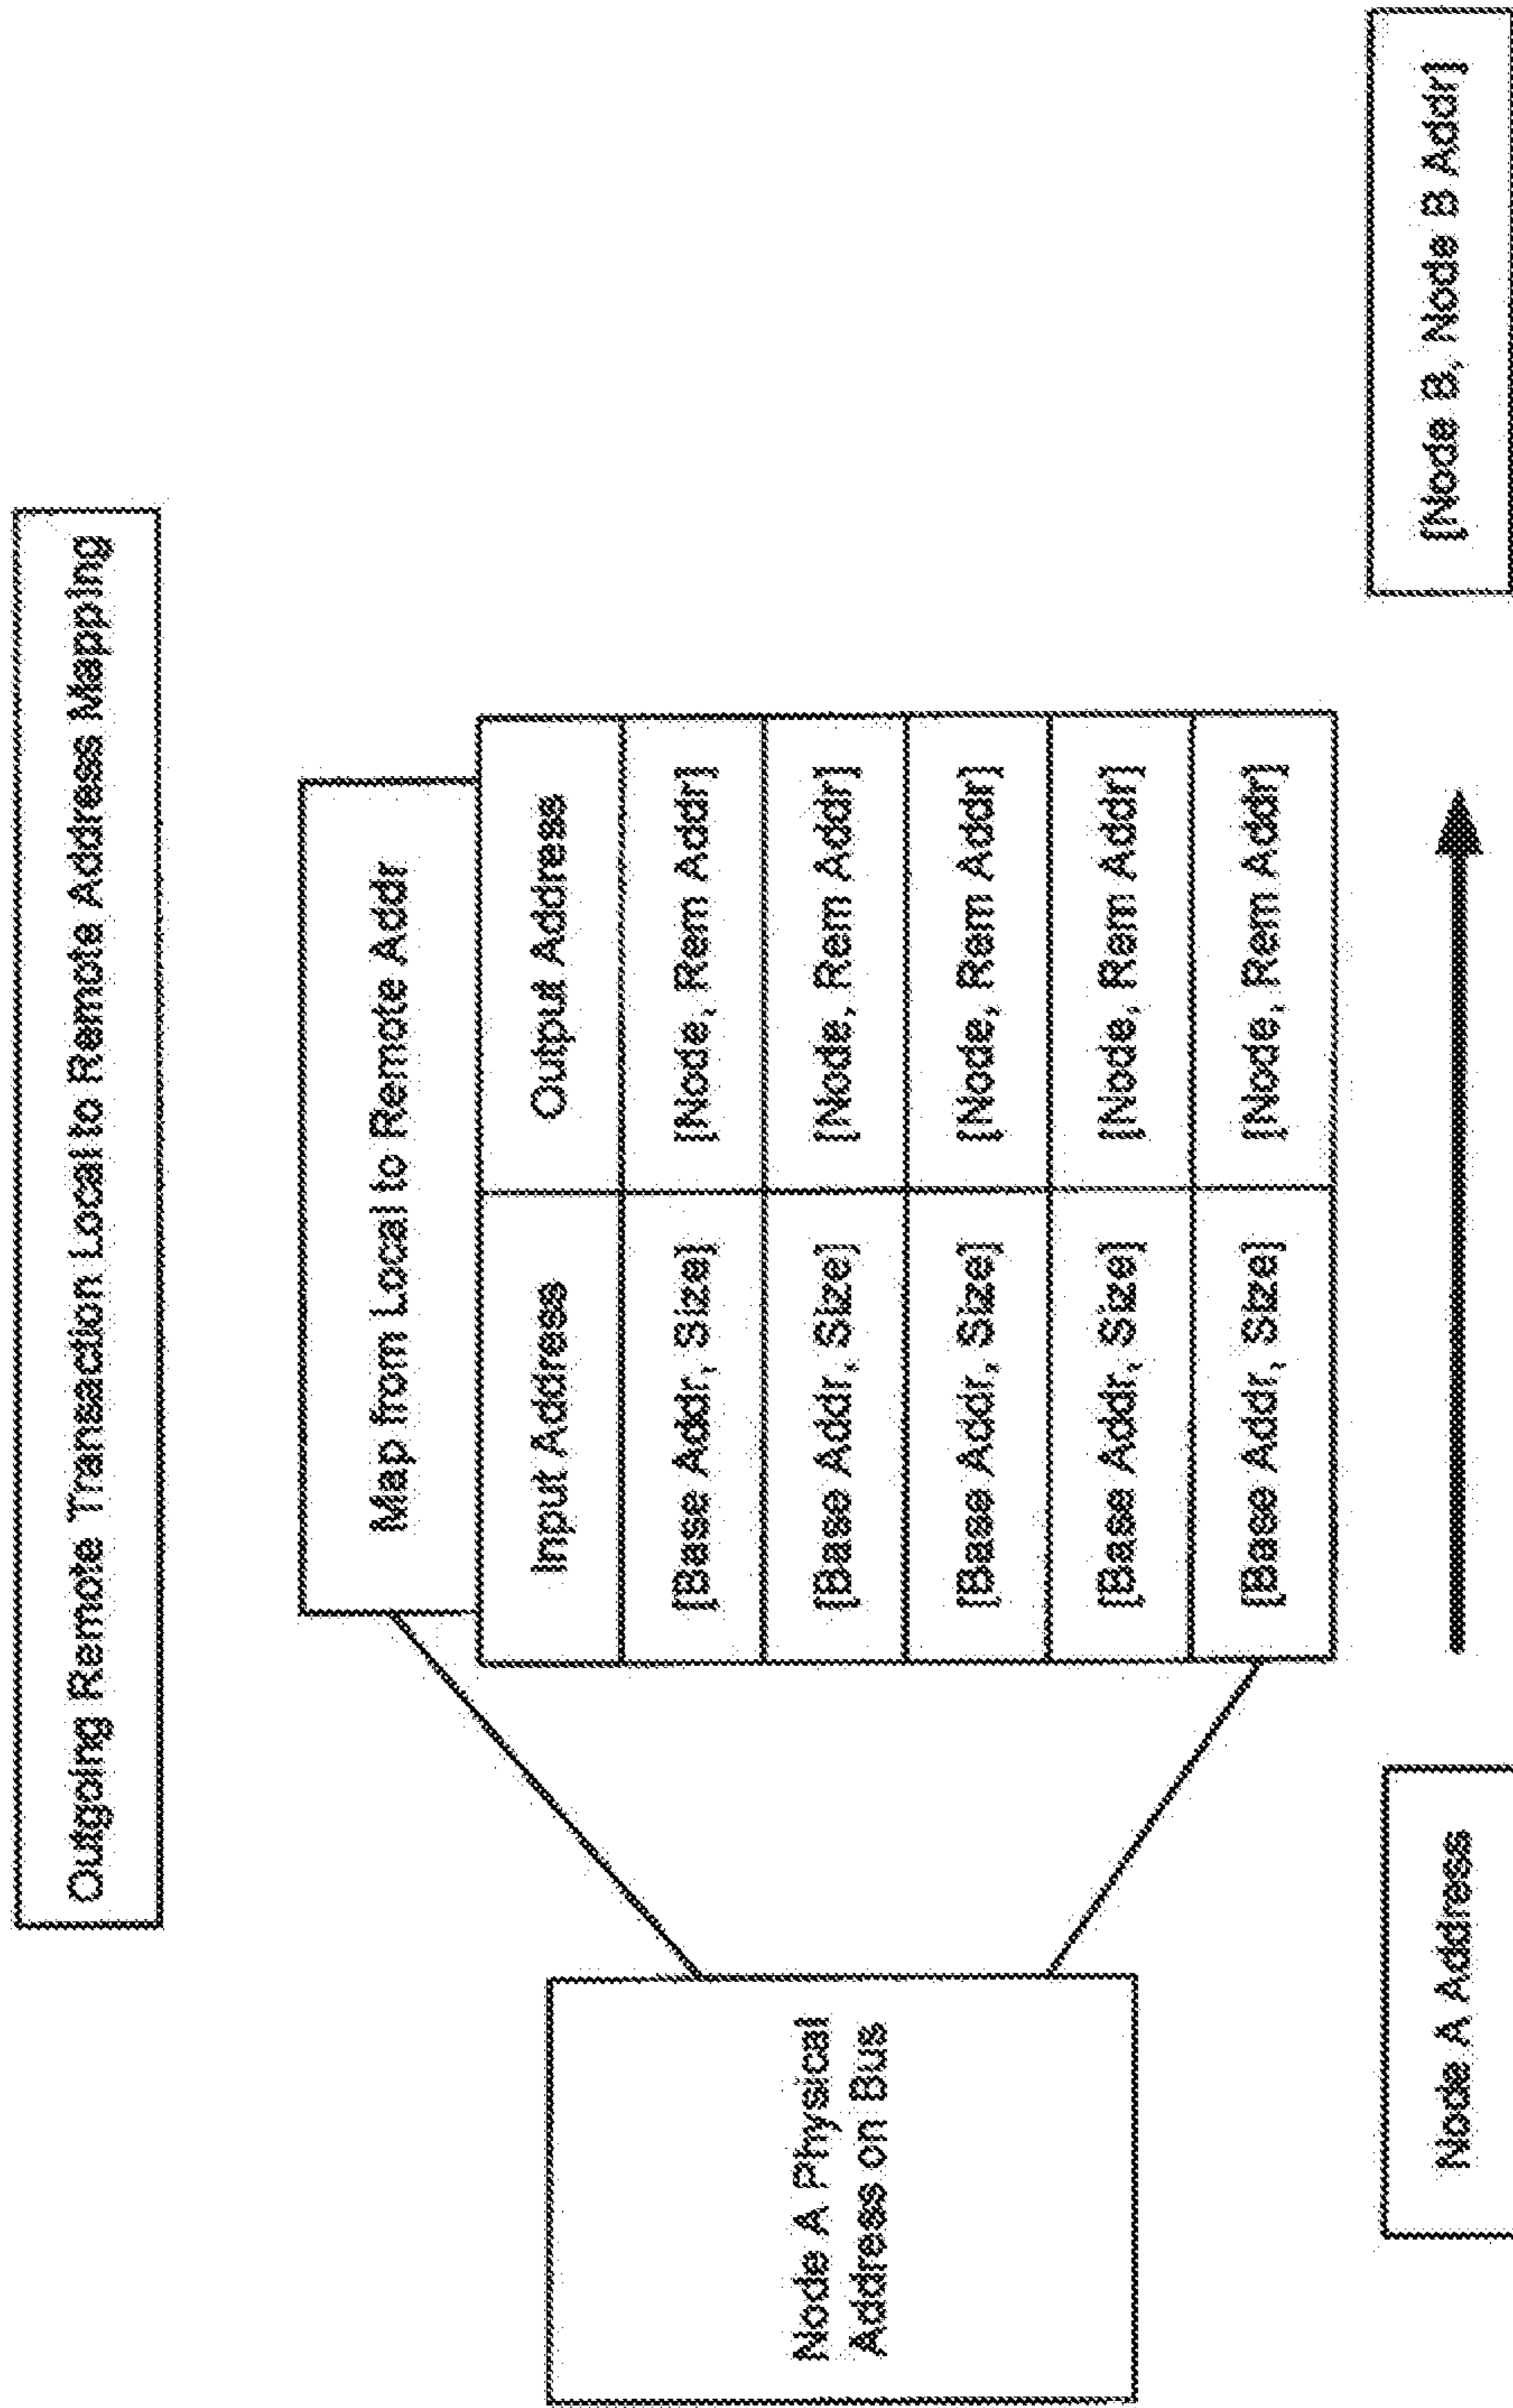 Outgoing Remote Transaction Local to Remote Address Mapping
Map from Local to Remote Addr
Input Address Output Address
[Base Addr, Size] [Node, Rem Addr]
[Base Addr, Size] [Node, Rem Addr]
[Base Addr, Size] [Node, Rem Addr]
[Base Addr, Size] [Node, Rem Addr]
[Base Addr, Size] [Node, Rem Addr]
Node A Physical
Address on Bus
Node A Address
[Node B, Node B Addr]